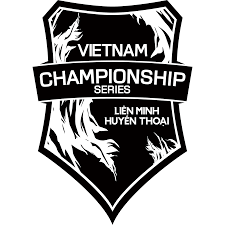 VIETNAM
CHAMPIONSHIP
SERIES
LIÊN MINH
HUYỀN THOẠI